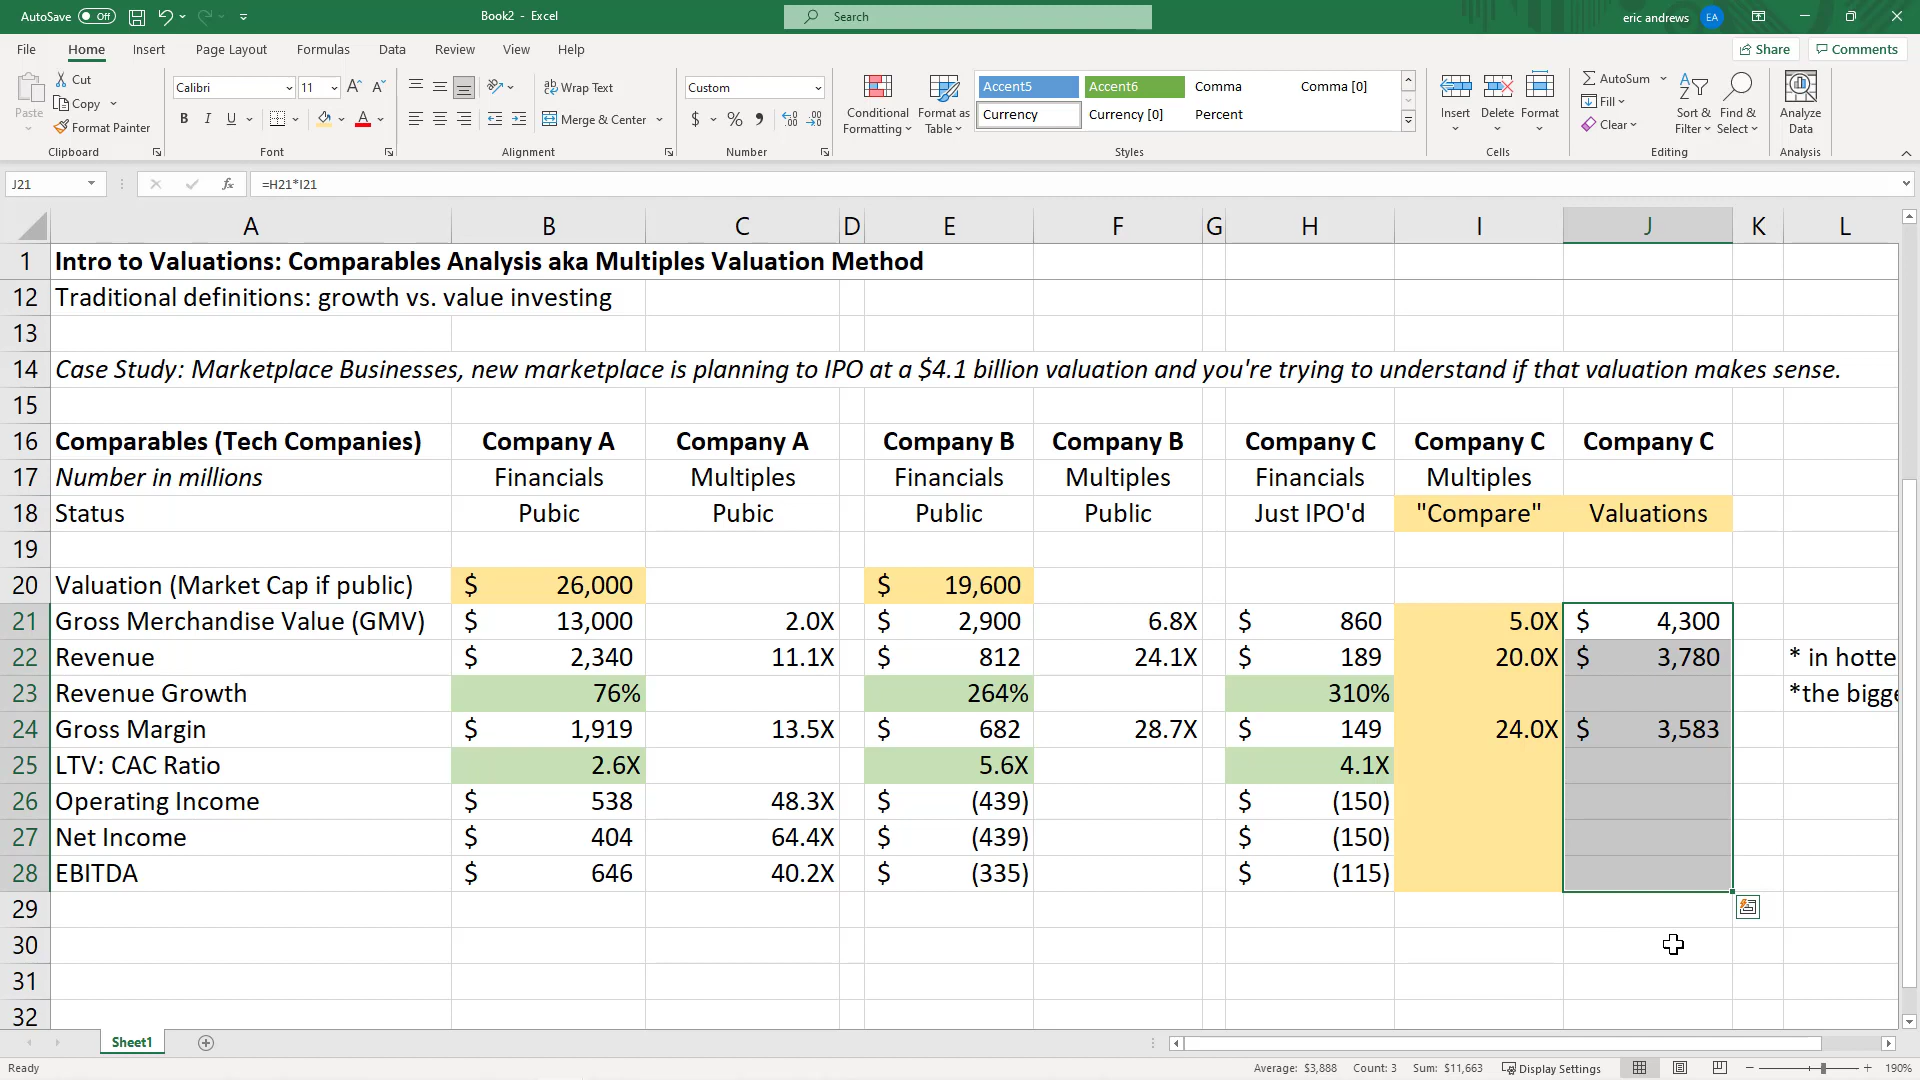 AutoSave Off Book2 - Excel Search eric andrews EA
File Home Insert Page Layout Formulas Data Review View Help Share Comments
Cut
Copy
Format Painter
Paste
Clipboard
Calibri 11
B I U
Font
Wrap Text
Merge & Center
Alignment
Custom
$ % 9
Number
Conditional Formatting
Format as Table
Accent5 Accent6 Comma Comma [0]
Currency Currency [0] Percent
Styles
Insert Delete Format
Cells
AutoSum
Fill
Clear
Sort & Filter
Find & Select
Editing
Analyze Data
Analysis
J21 fx =H21*I21
A B C D E F G H I J K L
1 Intro to Valuations: Comparables Analysis aka Multiples Valuation Method
12 Traditional definitions: growth vs. value investing
13
14 Case Study: Marketplace Businesses, new marketplace is planning to IPO at a $4.1 billion valuation and you're trying to understand if that valuation makes sense.
15
16 Comparables (Tech Companies) Company A Company A Company B Company B Company C Company C Company C
17 Number in millions Financials Multiples Financials Multiples Financials Multiples
18 Status Pubic Pubic Public Public Just IPO'd "Compare" Valuations
19
20 Valuation (Market Cap if public) $ 26,000 $ 19,600
21 Gross Merchandise Value (GMV) $ 13,000 2.0X $ 2,900 6.8X $ 860 5.0X $ 4,300
22 Revenue $ 2,340 11.1X $ 812 24.1X $ 189 20.0X $ 3,780 * in hotte
23 Revenue Growth 76% 264% 310% *the bigge
24 Gross Margin $ 1,919 13.5X $ 682 28.7X $ 149 24.0X $ 3,583
25 LTV: CAC Ratio 2.6X 5.6X 4.1X
26 Operating Income $ 538 48.3X $ (439) $ (150)
27 Net Income $ 404 64.4X $ (439) $ (150)
28 EBITDA $ 646 40.2X $ (335) $ (115)
29
30
31
32
Sheet1
Ready Average: $3,888 Count: 3 Sum: $11,663 Display Settings 190%